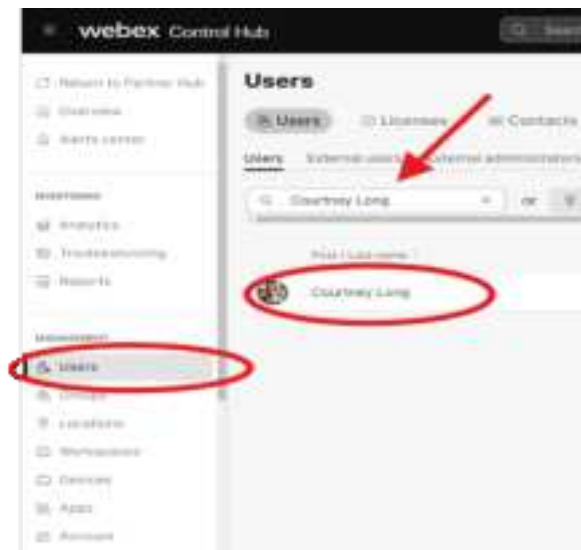 webex Control Hub
Search
Return to Partner Hub
Overview
Alerts center
MONITORING
Analytics
Troubleshooting
Reports
MANAGEMENT
Users
Groups
Locations
Workspaces
Devices
Apps
Account
Users
Users Licenses Contacts
Users External users External administrators
Courtney Long or
First / Last name
Courtney Long